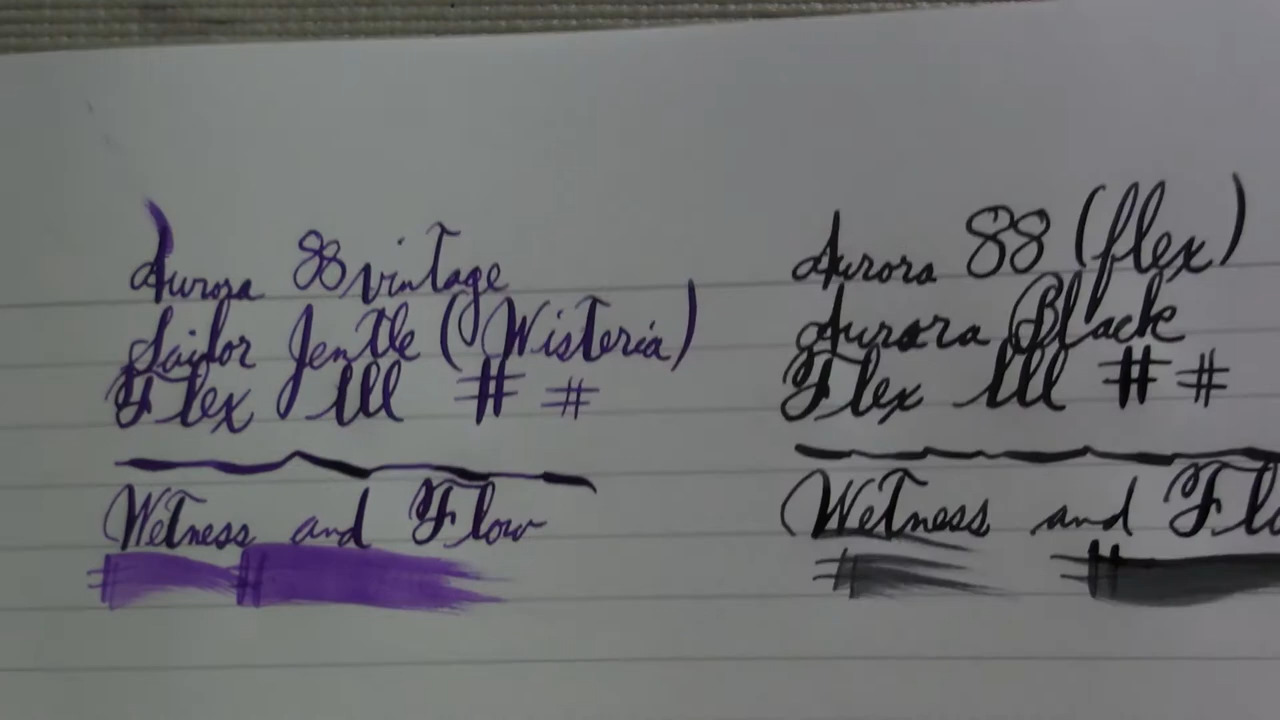 Aurora 88 vintage
Sailor Jentle (Wisteria)
Flex lll # #
Wetness and Flow
Aurora 88 (flex)
Aurora Black
Flex lll # #
Wetness and Flo